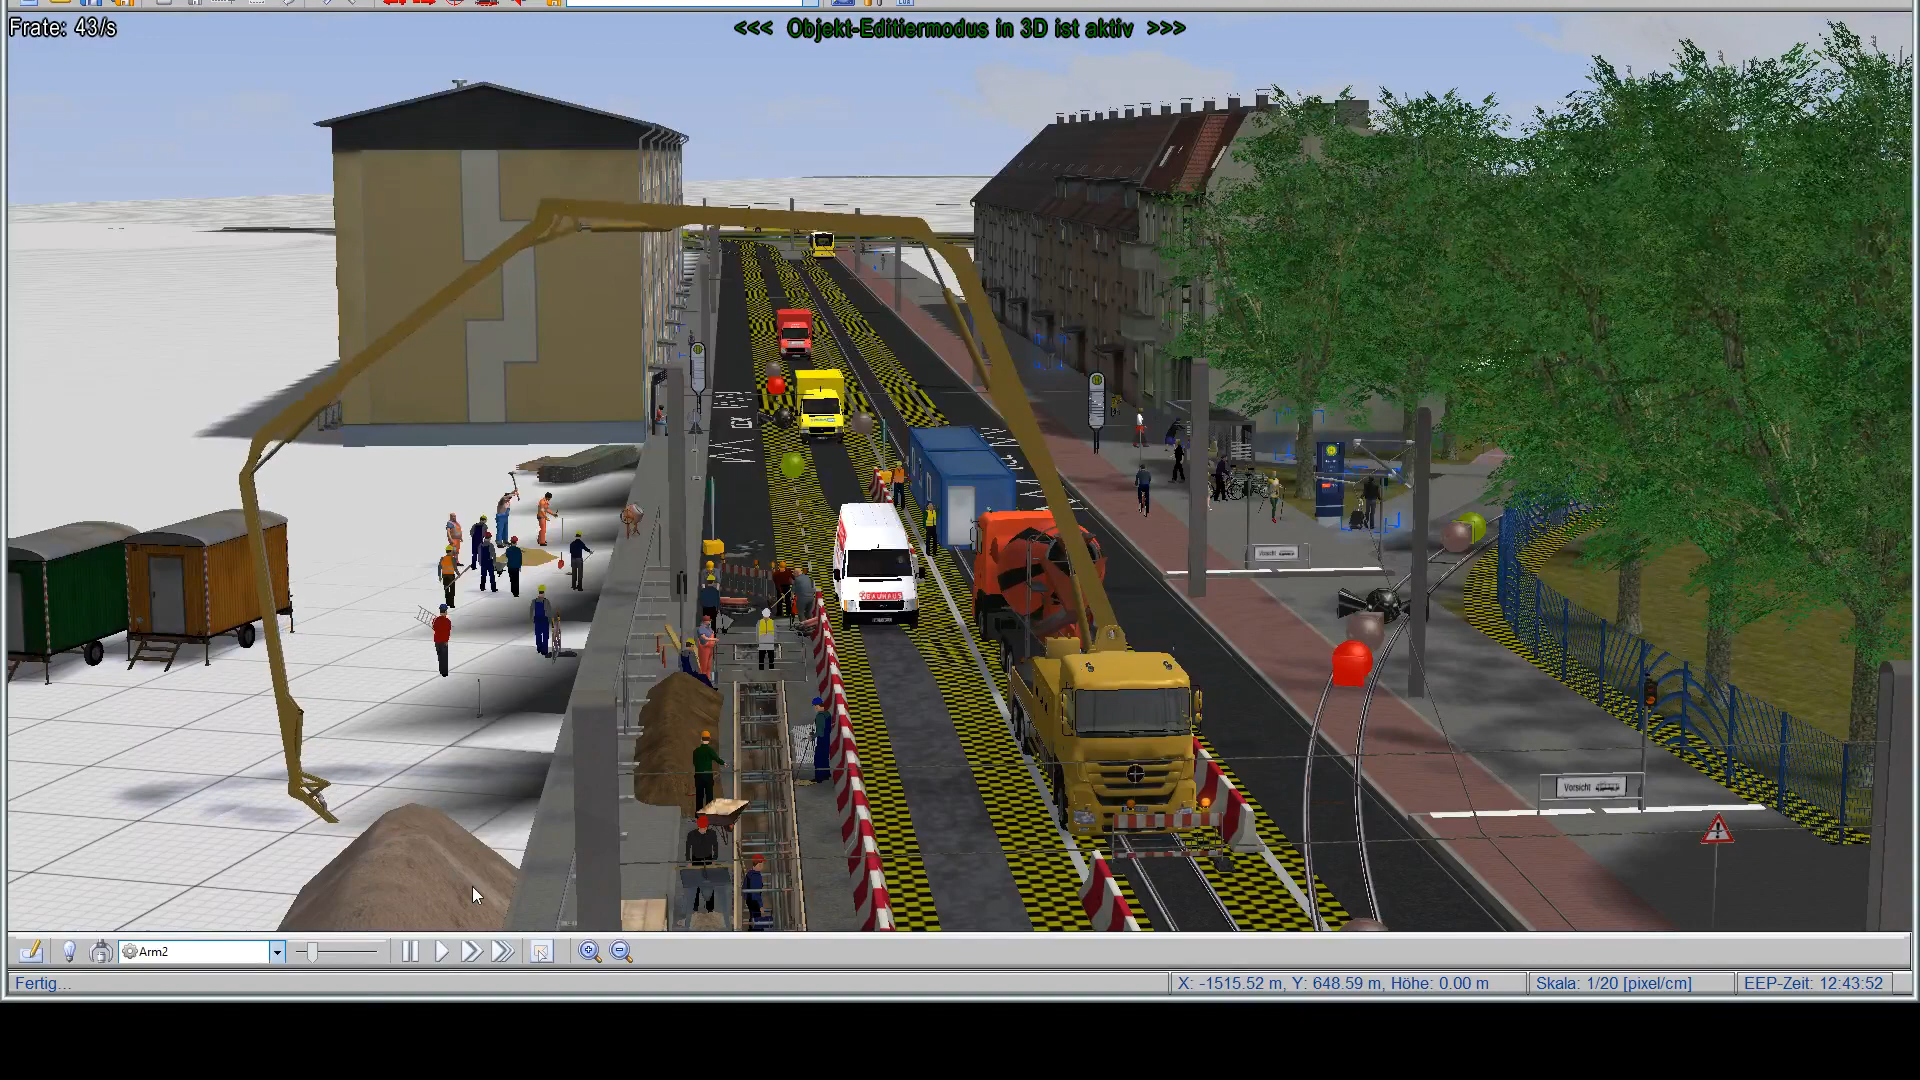 Frate: 43/s
<<< Objekt-Editiermodus in 3D ist aktiv >>>
BAUHAUS
Vorsicht
Vorsicht
Arm2
Fertig...
X: -1515.52 m, Y: 648.59 m, Höhe: 0.00 m
Skala: 1/20 [pixel/cm]
EEP-Zeit: 12:43:52